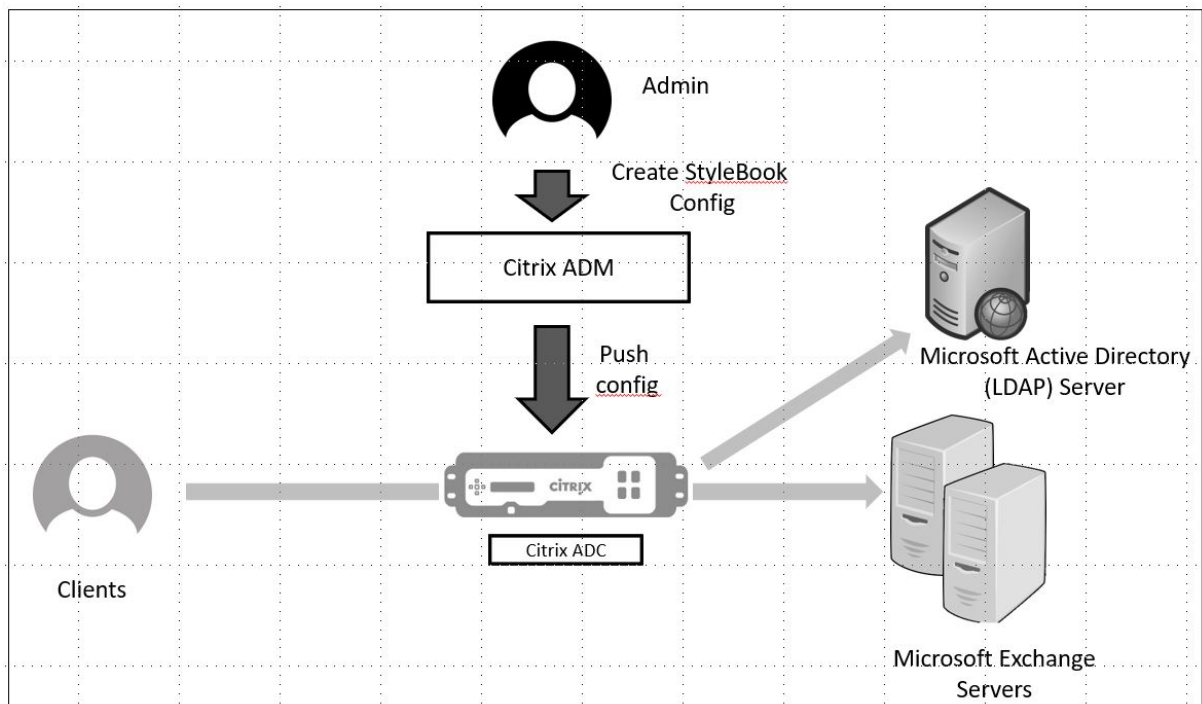 Admin
Create StyleBook
Config
Citrix ADM
Push
config
Microsoft Active Directory
(LDAP) Server
CITRIX
Citrix ADC
Clients
Microsoft Exchange
Servers